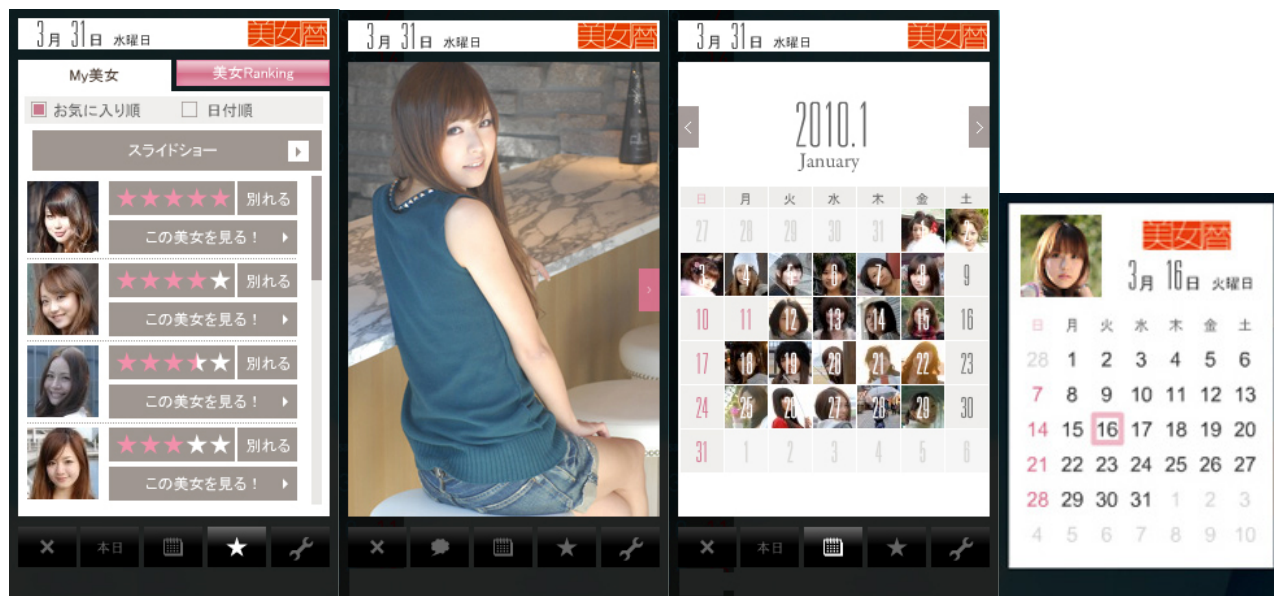 3月 31日 水曜日 美女暦
My美女 美女Ranking
お気に入り順 日付順
スライドショー
別れる
この美女を見る！
別れる
この美女を見る！
別れる
この美女を見る！
別れる
この美女を見る！
本日
3月 31日 水曜日 美女暦
3月 31日 水曜日 美女暦
2010.1
January
日 月 火 水 木 金 土
27 28 29 30 31 1 2
3 4 5 6 7 8 9
10 11 12 13 14 15 16
17 18 19 20 21 22 23
24 25 26 27 28 29 30
31 1 2 3 4 5 6
本日
美女暦
3月 16日 火曜日
日 月 火 水 木 金 土
28 1 2 3 4 5 6
7 8 9 10 11 12 13
14 15 16 17 18 19 20
21 22 23 24 25 26 27
28 29 30 31 1 2 3
4 5 6 7 8 9 10